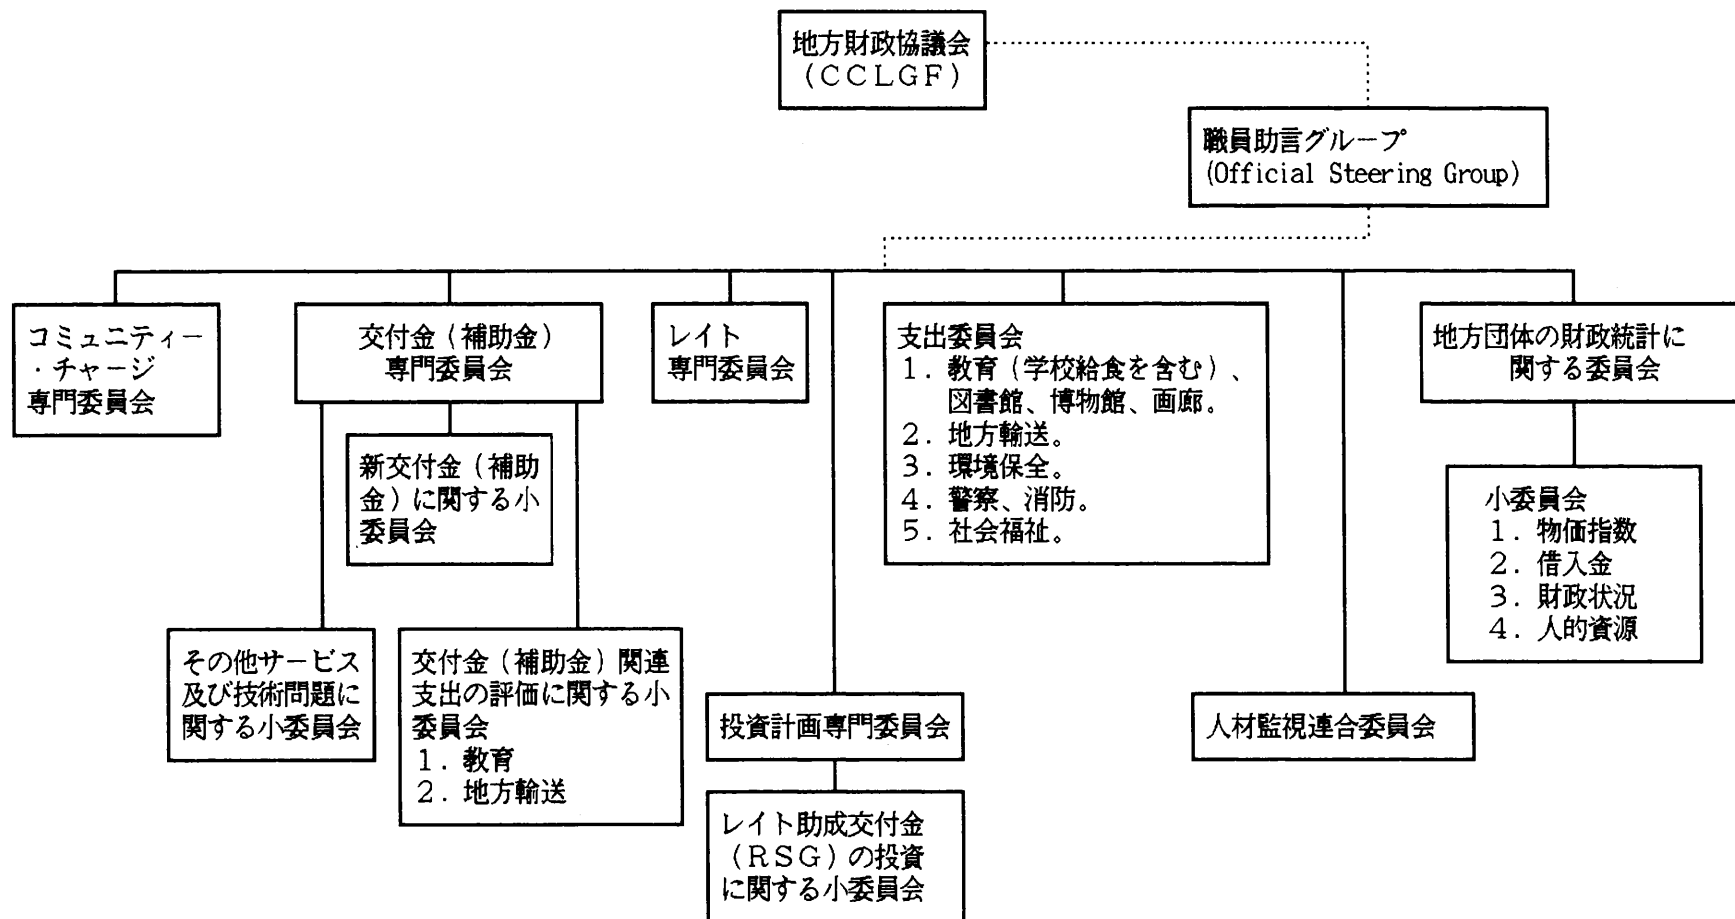 地方財政協議会
(CCLGF)
職員助言グループ
(Official Steering Group)
コミュニティー
・チャージ
専門委員会
交付金(補助金)
専門委員会
レイト
専門委員会
支出委員会
1.教育(学校給食を含む)、
図書館、博物館、画廊。
2.地方輸送。
3.環境保全。
4.警察、消防。
5.社会福祉。
地方団体の財政統計に
関する委員会
新交付金(補助
金)に関する小
委員会
小委員会
1.物価指数
2.借入金
3.財政状況
4.人的資源
その他サービス
及び技術問題に
関する小委員会
交付金(補助金)関連
支出の評価に関する小
委員会
1.教育
2.地方輸送
投資計画専門委員会
人材監視連合委員会
レイト助成交付金
(RSG)の投資
に関する小委員会